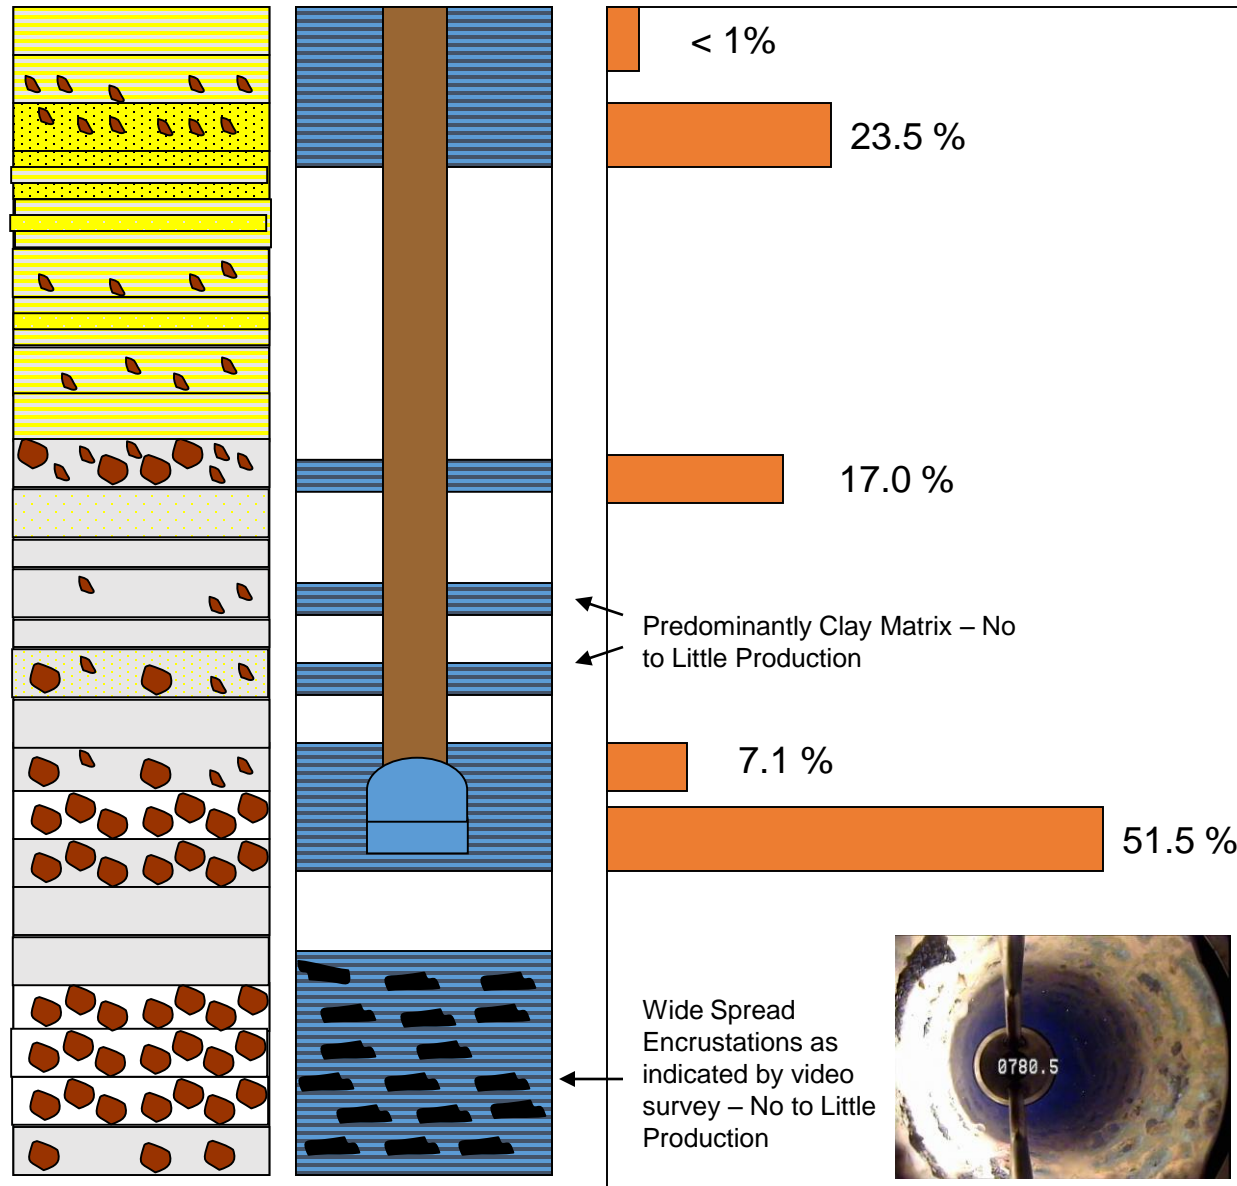 < 1%
23.5 %
17.0 %
Predominantly Clay Matrix – No
to Little Production
7.1 %
51.5 %
Wide Spread
Encrustations as
indicated by video
survey – No to Little
Production
0780.5